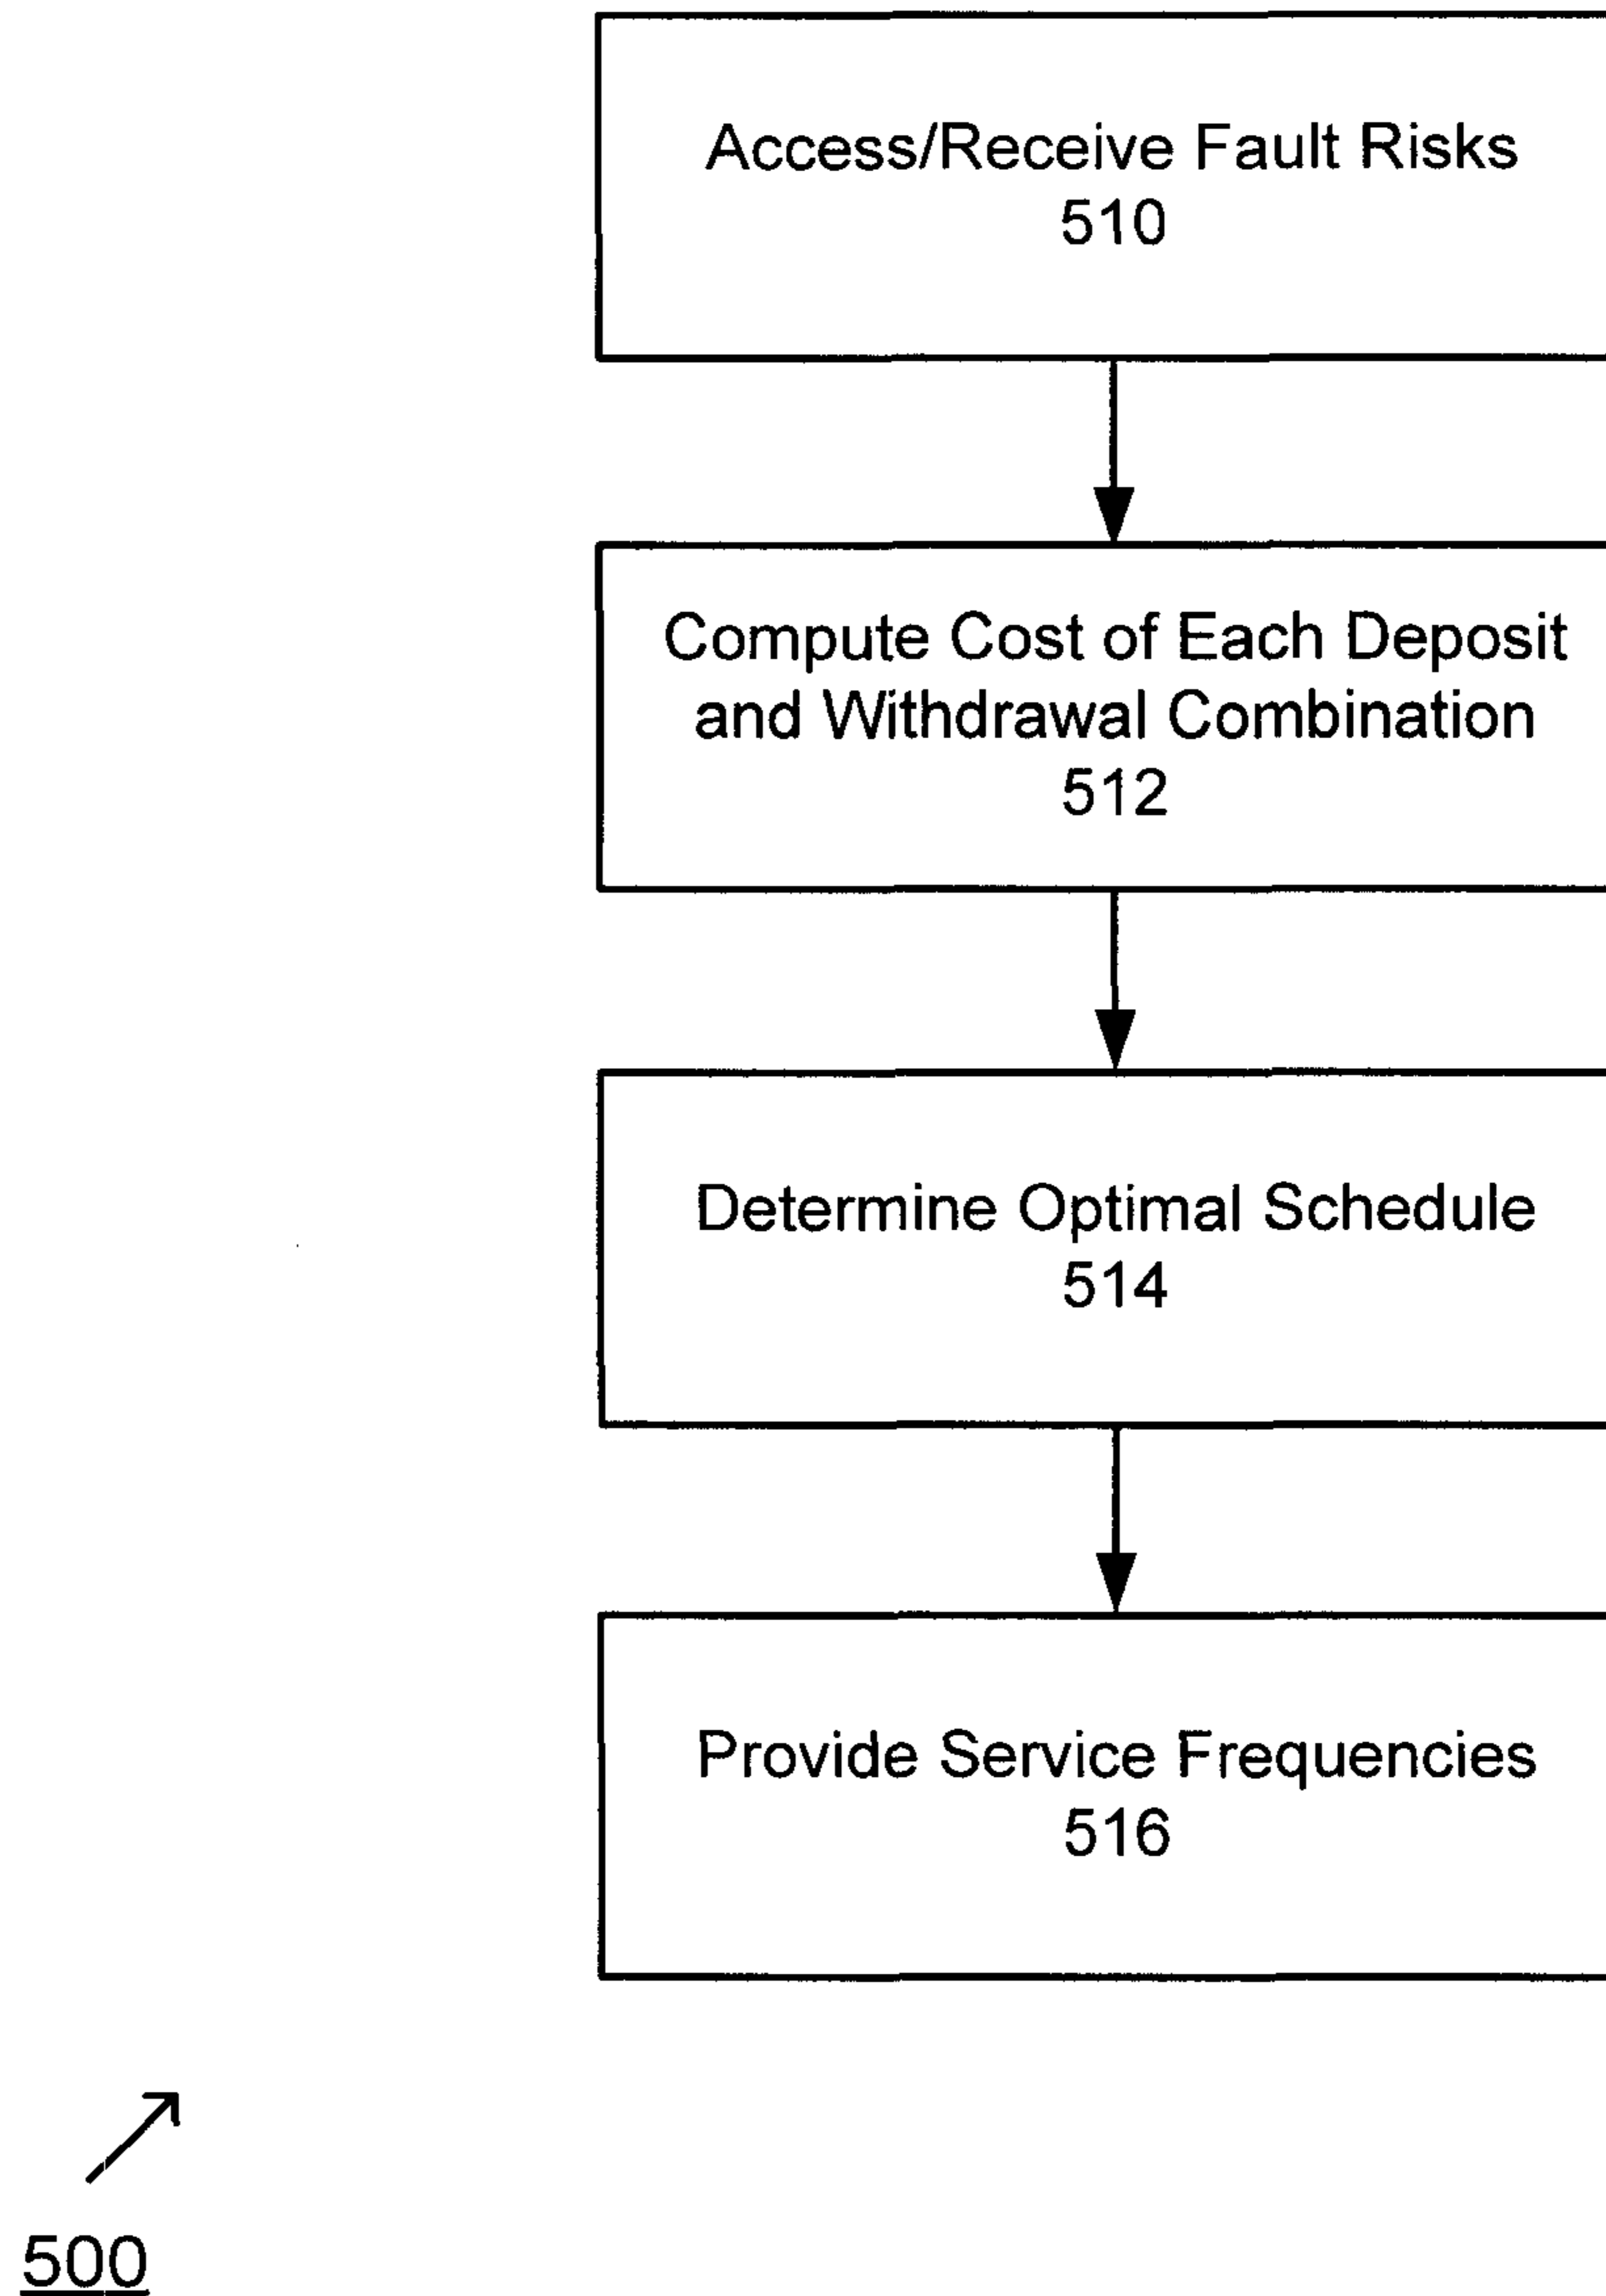 Access/Receive Fault Risks
510
Compute Cost of Each Deposit
and Withdrawal Combination
512
Determine Optimal Schedule
514
Provide Service Frequencies
516
500